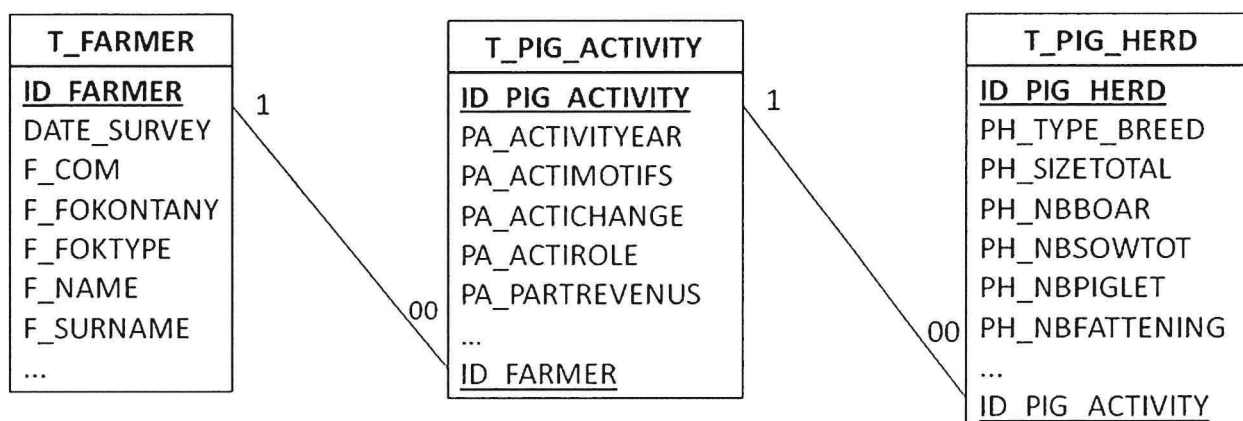 T_FARMER
ID_FARMER
DATE_SURVEY
F_COM
F_FOKONTANY
F_FOKTYPE
F_NAME
F_SURNAME
...
1
00
T_PIG_ACTIVITY
ID_PIG_ACTIVITY
PA_ACTIVITYEAR
PA_ACTIMOTIFS
PA_ACTICHANGE
PA_ACTIROLE
PA_PARTREVENUS
...
ID_FARMER
1
00
T_PIG_HERD
ID_PIG_HERD
PH_TYPE_BREED
PH_SIZETOTAL
PH_NBBOAR
PH_NBSOWTOT
PH_NBPIGLET
PH_NBFATTENING
...
ID_PIG_ACTIVITY